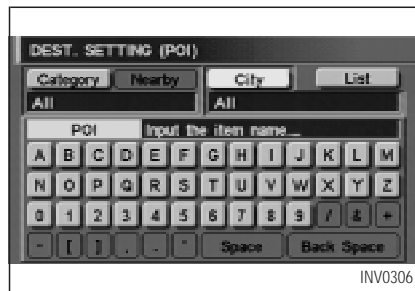 DEST. SETTING (POI)
Category Nearby City List
All All
POI Input the item name._
A B C D E F G H I J K L M
N O P Q R S T U V W X Y Z
0 1 2 3 4 5 6 7 8 9 / & +
- [ ] , . ' Space Back Space
INV0306